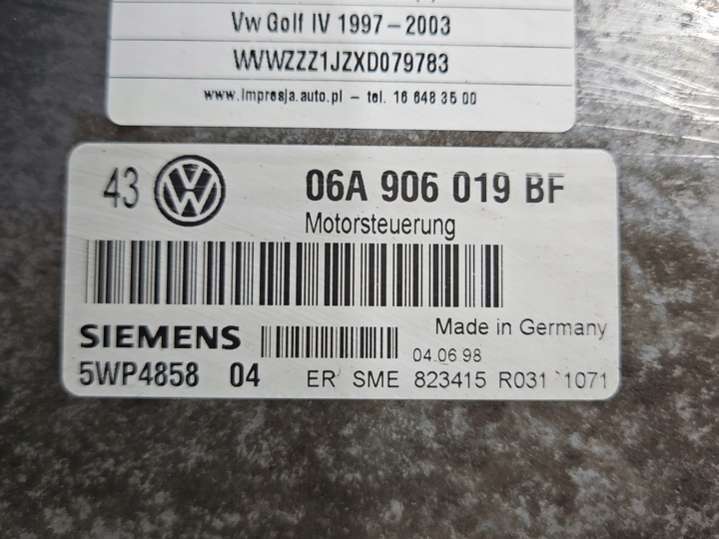 Vw Golf IV 1997-2003
WVWZZZ1JZXD079783
www.impresja.auto.pl - tel. 16 648 35 00
43 VW 06A 906 019 BF
Motorsteuerung
SIEMENS Made in Germany
04.06 98
5WP4858 04 ER SME 823415 R031 1071